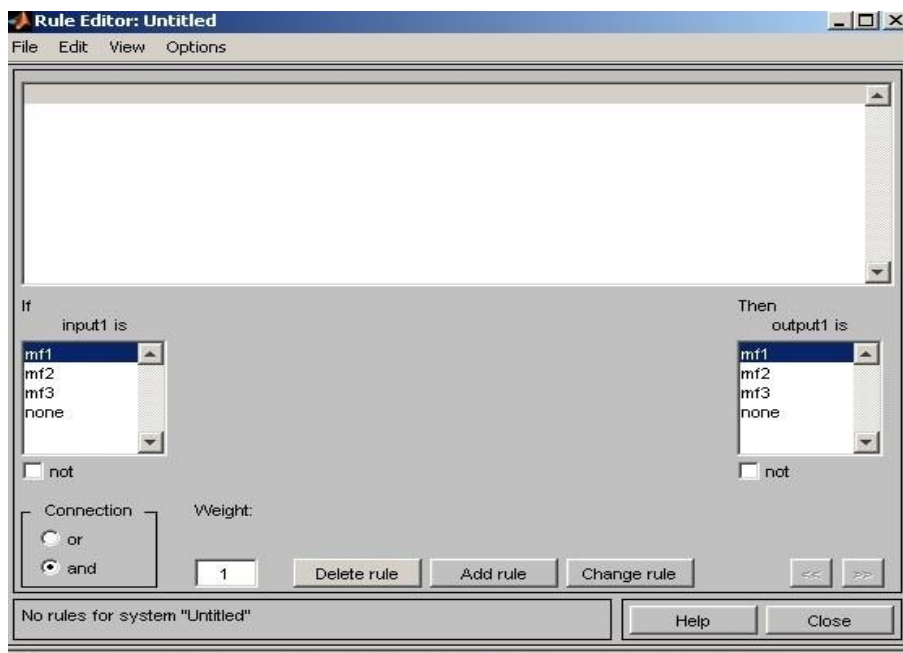 Rule Editor: Untitled
File Edit View Options
If
input1 is
mf1
mf2
mf3
none
not
Then
output1 is
mf1
mf2
mf3
none
not
Connection
or
and
Weight:
1
Delete rule
Add rule
Change rule
<<
>>
No rules for system "Untitled"
Help
Close